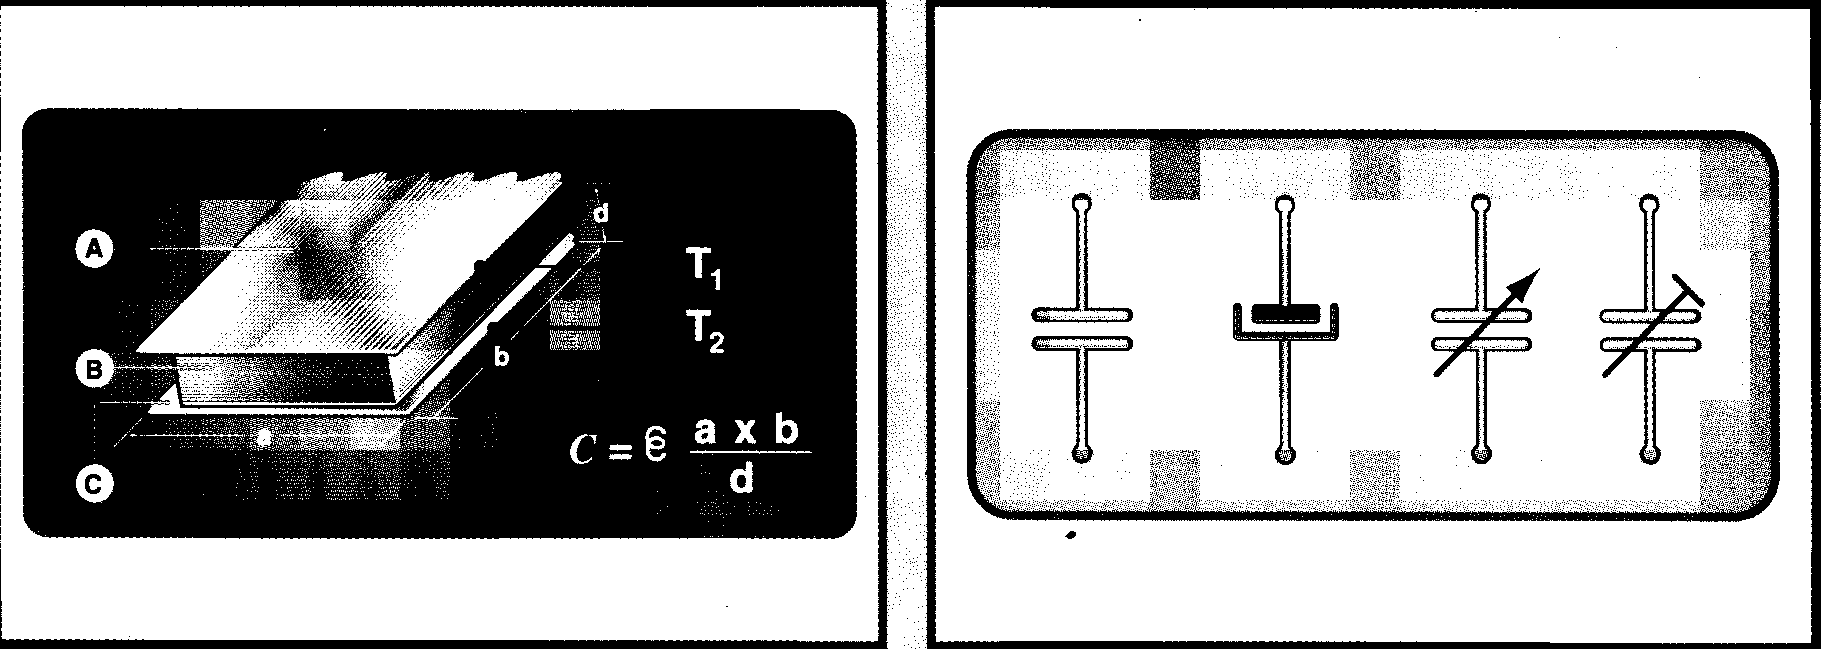 A
d
T1
T2
B
b
a
C = ϵ a x b / d
C